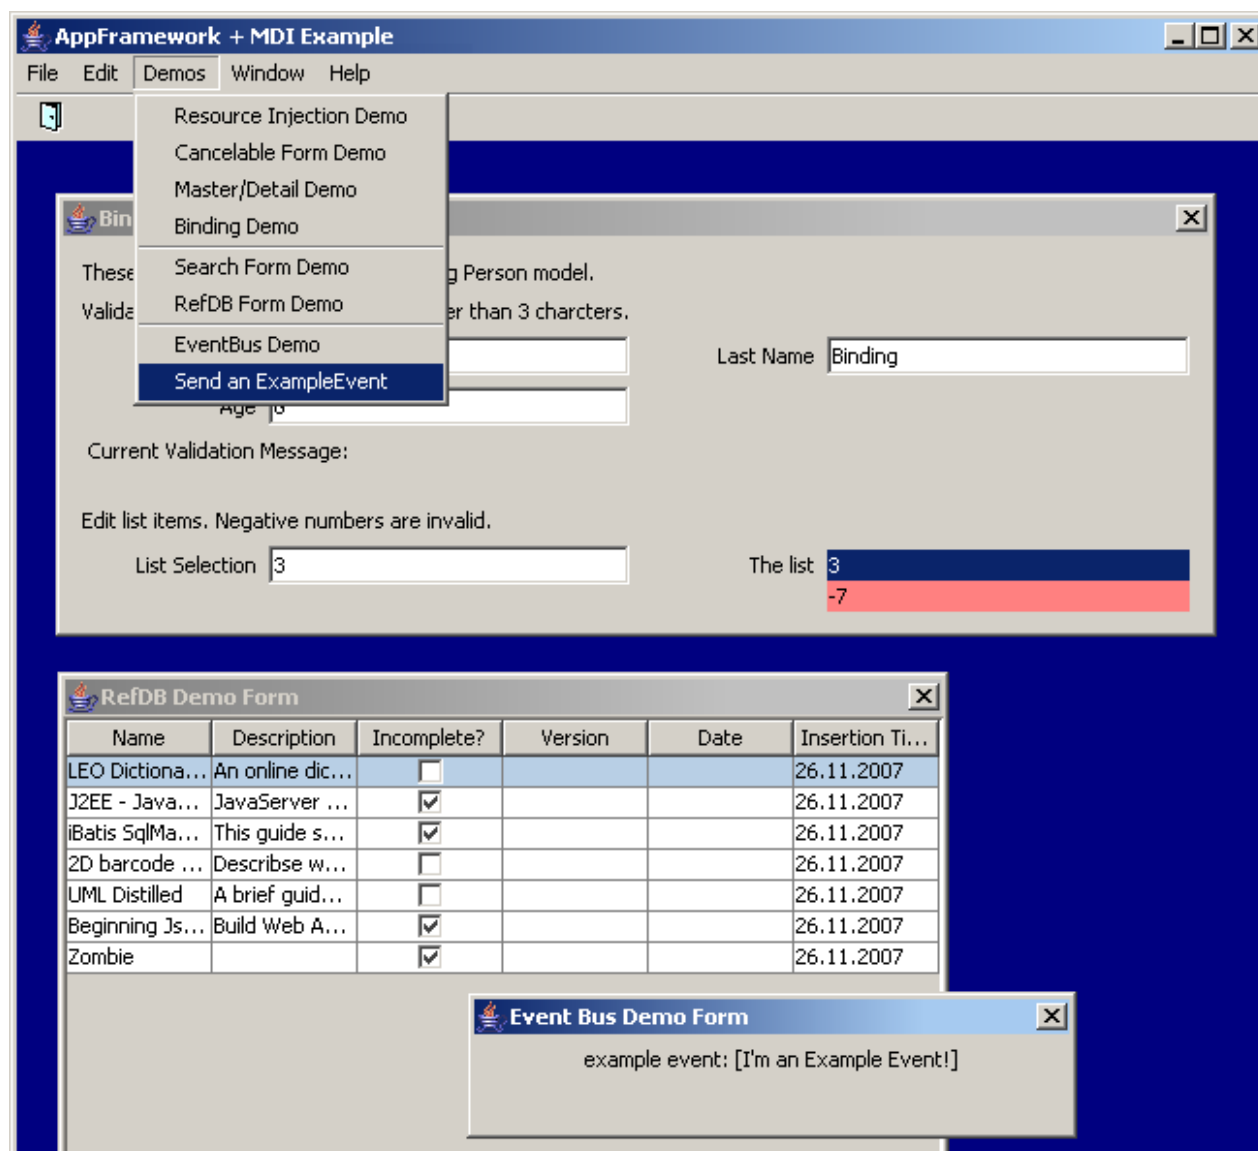 AppFramework + MDI Example
File Edit Demos Window Help
Resource Injection Demo
Cancelable Form Demo
Master/Detail Demo
Binding Demo
Search Form Demo
RefDB Form Demo
EventBus Demo
Send an ExampleEvent
Bin
These g Person model.
Valida er than 3 charcters.
Last Name Binding
Age
Current Validation Message:
Edit list items. Negative numbers are invalid.
List Selection 3 The list 3
-7
RefDB Demo Form
Name Description Incomplete? Version Date Insertion Ti...
LEO Dictiona... An online dic... 26.11.2007
J2EE - Java... JavaServer ... 26.11.2007
iBatis SqlMa... This guide s... 26.11.2007
2D barcode ... Describse w... 26.11.2007
UML Distilled A brief guid... 26.11.2007
Beginning Js... Build Web A... 26.11.2007
Zombie 26.11.2007
Event Bus Demo Form
example event: [I'm an Example Event!]